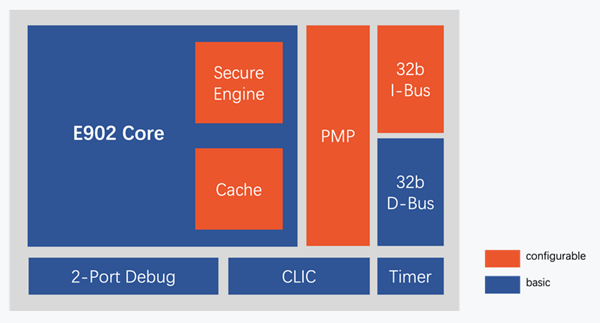 E902 Core
Secure
Engine
Cache
PMP
32b
I-Bus
32b
D-Bus
2-Port Debug
CLIC
Timer
configurable
basic